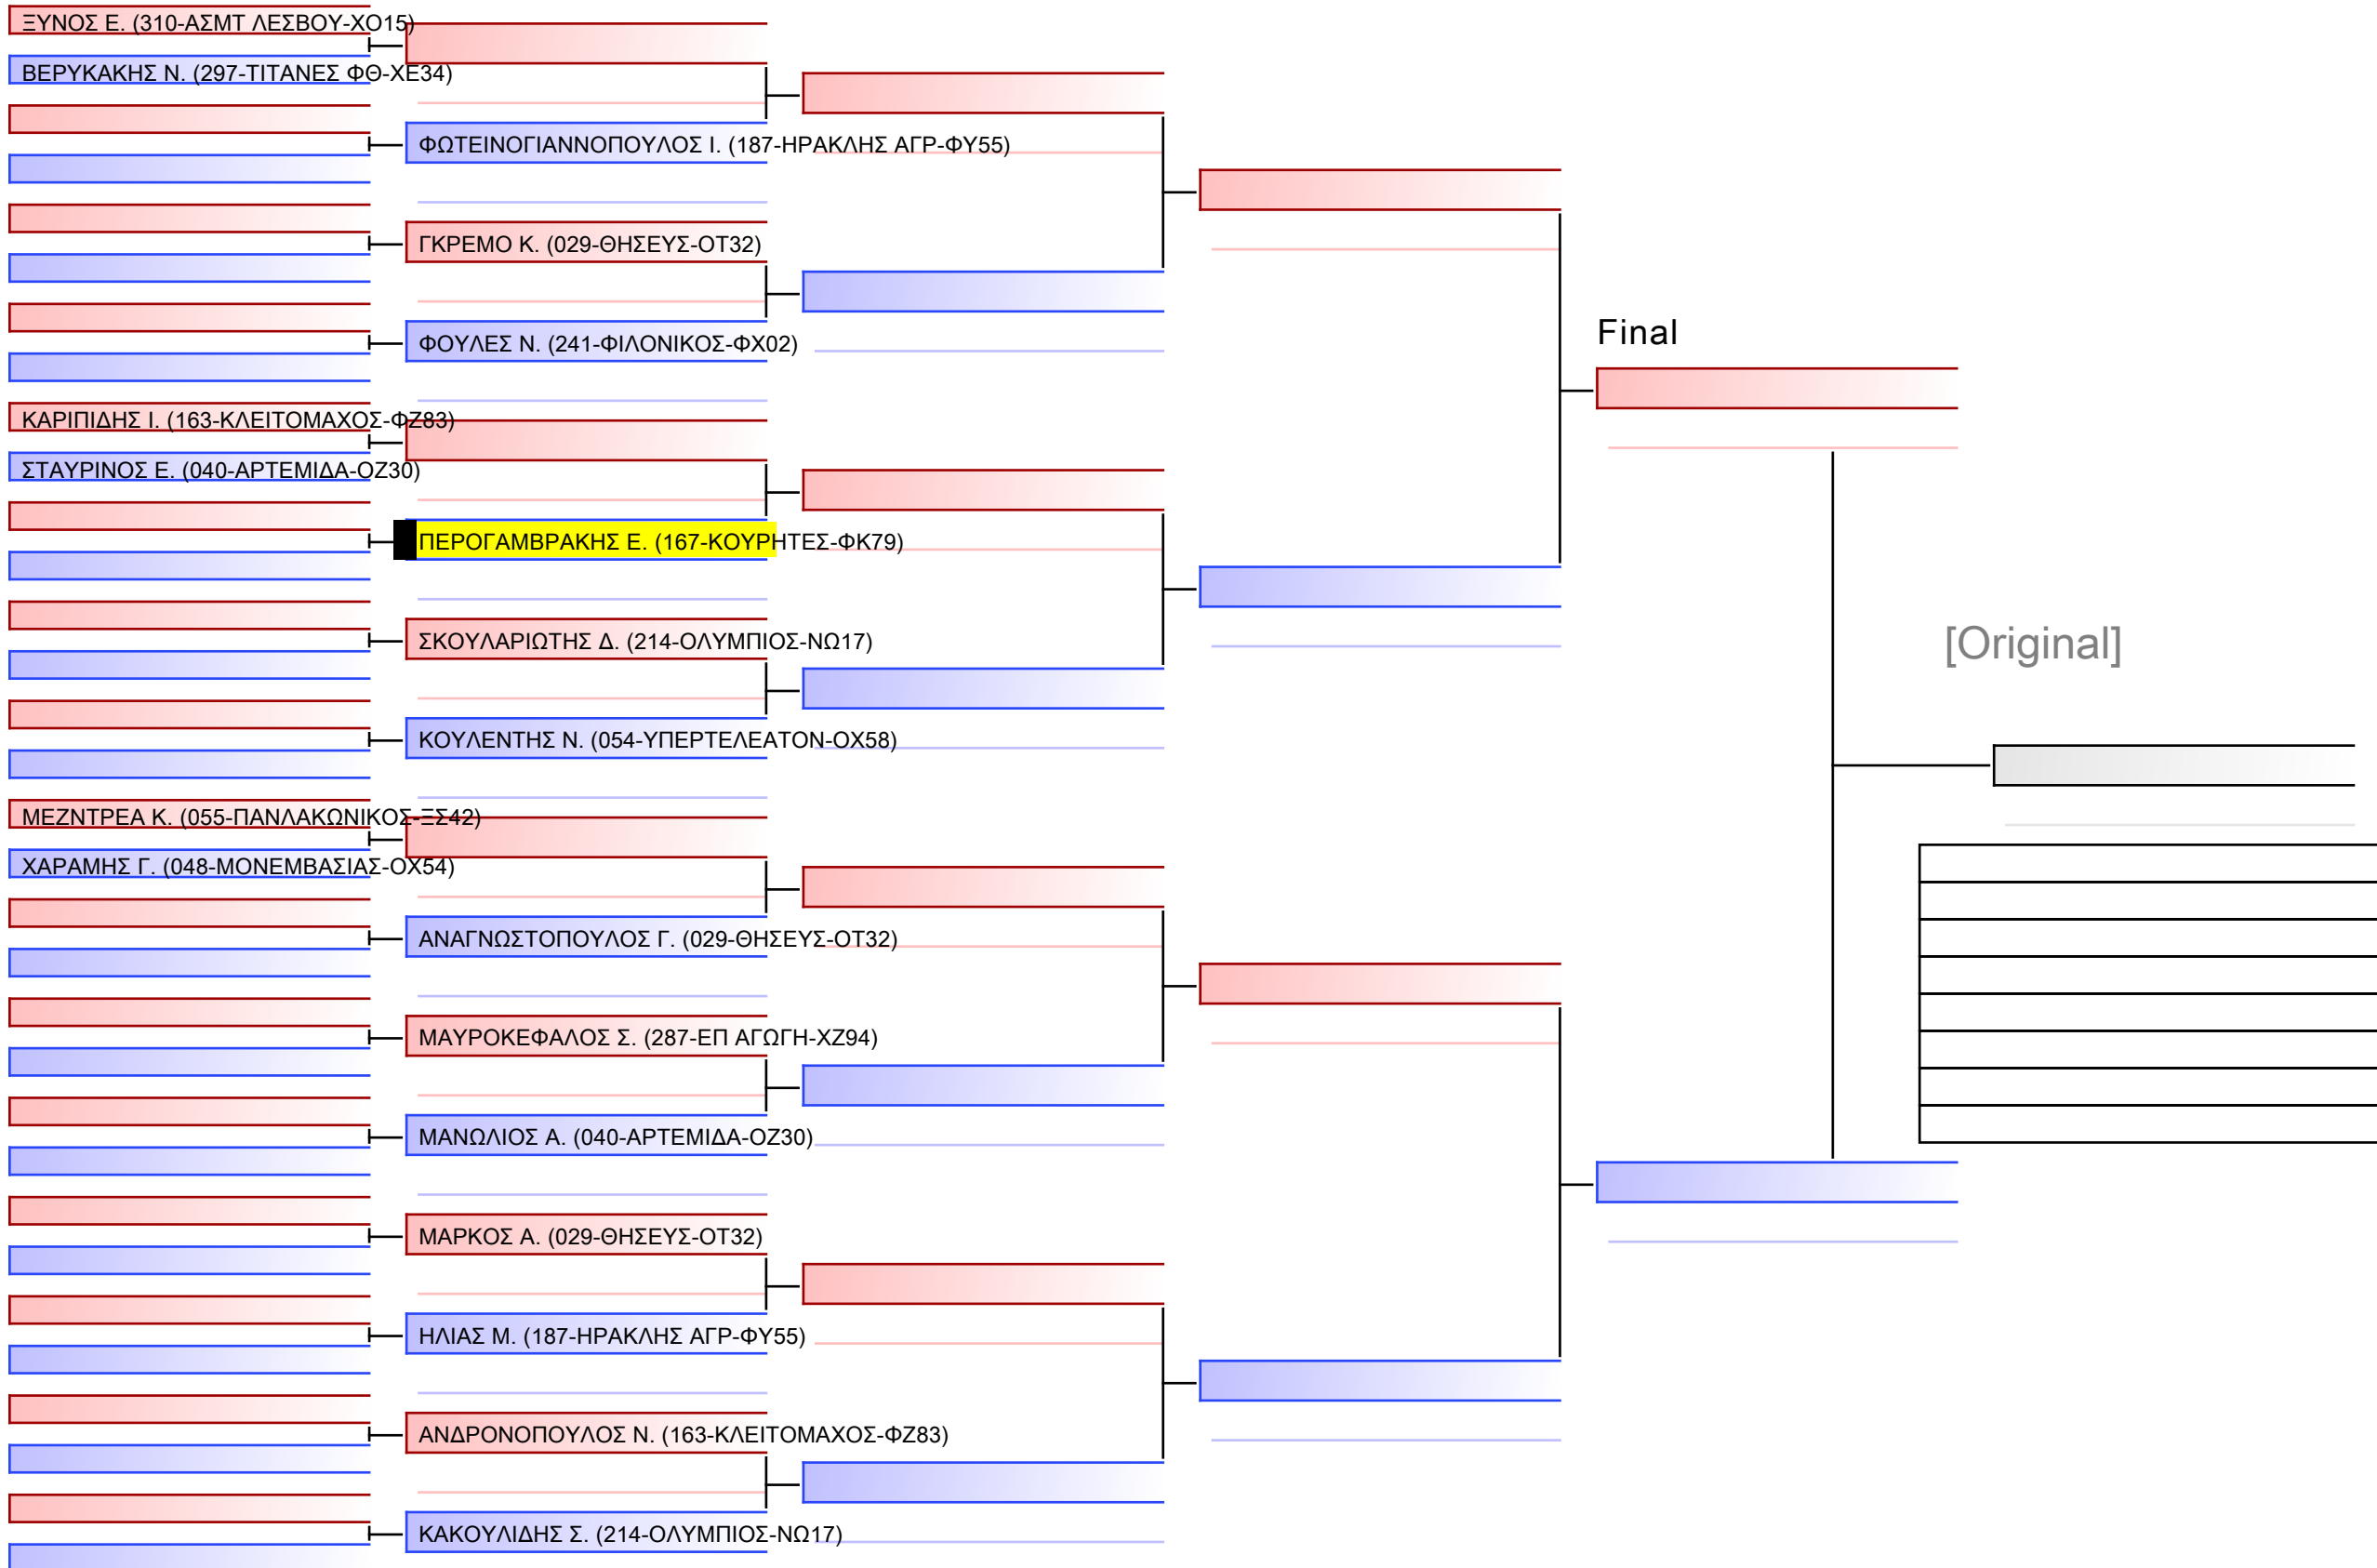 ΞΥΝΟΣ Ε. (310-ΑΣΜΤ ΛΕΣΒΟΥ-ΧΟ15)
ΒΕΡΥΚΑΚΗΣ Ν. (297-ΤΙΤΑΝΕΣ ΦΘ-ΧΕ34)
ΦΩΤΕΙΝΟΓΙΑΝΝΟΠΟΥΛΟΣ Ι. (187-ΗΡΑΚΛΗΣ ΑΓΡ-ΦΥ55)
ΓΚΡΕΜΟ Κ. (029-ΘΗΣΕΥΣ-ΟΤ32)
Final
ΦΟΥΛΕΣ Ν. (241-ΦΙΛΟΝΙΚΟΣ-ΦΧ02)
ΚΑΡΙΠΙΔΗΣ Ι. (163-ΚΛΕΙΤΟΜΑΧΟΣ-ΦΖ83)
ΣΤΑΥΡΙΝΟΣ Ε. (040-ΑΡΤΕΜΙΔΑ-ΟΖ30)
ΠΕΡΟΓΑΜΒΡΑΚΗΣ Ε. (167-ΚΟΥΡΗΤΕΣ-ΦΚ79)
ΣΚΟΥΛΑΡΙΩΤΗΣ Δ. (214-ΟΛΥΜΠΙΟΣ-ΝΩ17)
[Original]
ΚΟΥΛΕΝΤΗΣ Ν. (054-ΥΠΕΡΤΕΛΕΑΤΟΝ-ΟΧ58)
ΜΕΖΝΤΡΕΑ Κ. (055-ΠΑΝΛΑΚΩΝΙΚΟΣ-ΞΣ42)
ΧΑΡΑΜΗΣ Γ. (048-ΜΟΝΕΜΒΑΣΙΑΣ-ΟΧ54)
ΑΝΑΓΝΩΣΤΟΠΟΥΛΟΣ Γ. (029-ΘΗΣΕΥΣ-ΟΤ32)
ΜΑΥΡΟΚΕΦΑΛΟΣ Σ. (287-ΕΠ ΑΓΩΓΗ-ΧΖ94)
ΜΑΝΩΛΙΟΣ Α. (040-ΑΡΤΕΜΙΔΑ-ΟΖ30)
ΜΑΡΚΟΣ Α. (029-ΘΗΣΕΥΣ-ΟΤ32)
ΗΛΙΑΣ Μ. (187-ΗΡΑΚΛΗΣ ΑΓΡ-ΦΥ55)
ΑΝΔΡΟΝΟΠΟΥΛΟΣ Ν. (163-ΚΛΕΙΤΟΜΑΧΟΣ-ΦΖ83)
ΚΑΚΟΥΛΙΔΗΣ Σ. (214-ΟΛΥΜΠΙΟΣ-ΝΩ17)